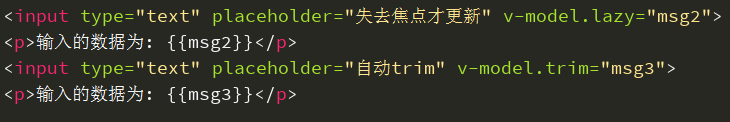 <input type="text" placeholder="失去焦点才更新" v-model.lazy="msg2">
<p>输入的数据为: {{msg2}}</p>
<input type="text" placeholder="自动trim" v-model.trim="msg3">
<p>输入的数据为: {{msg3}}</p>